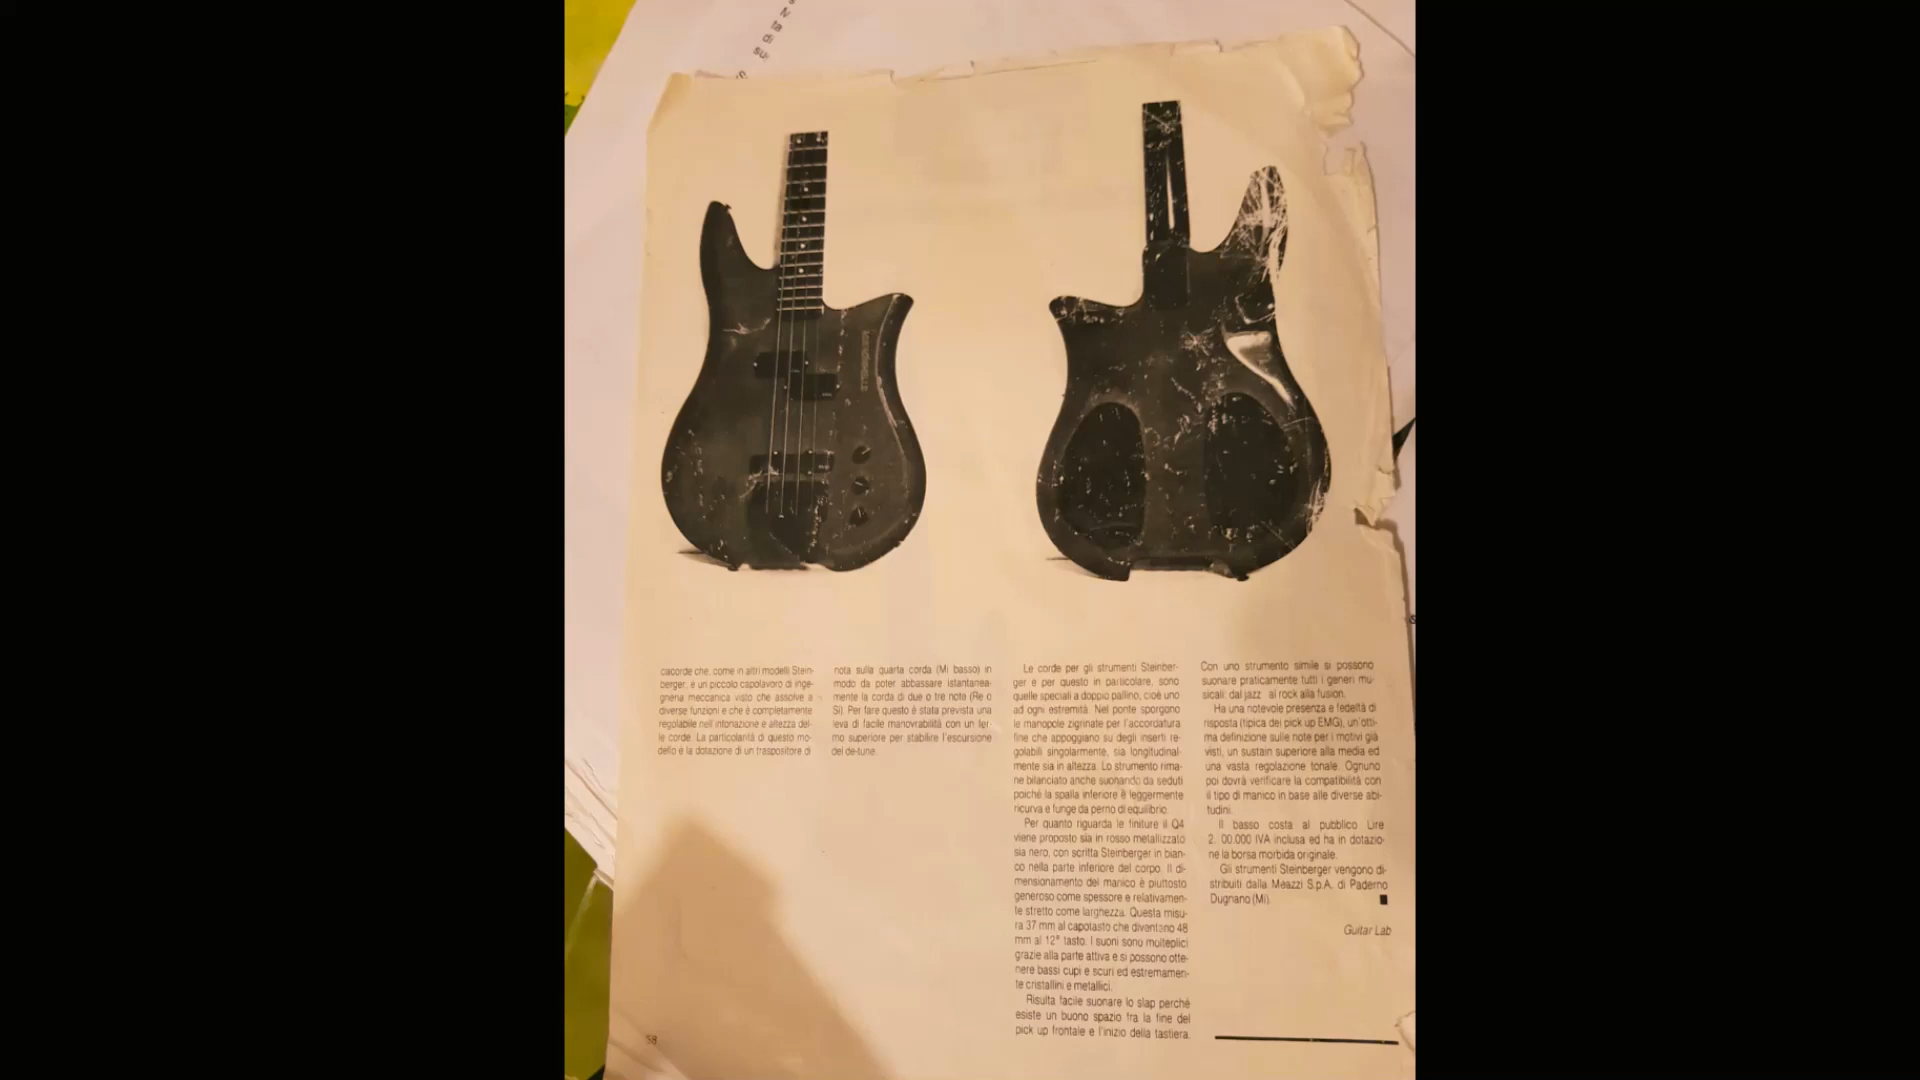 ciacorde che, come in altri modelli Stein-
berger, è un piccolo capolavoro di inge-
gneria meccanica visto che assolve a
diverse funzioni e che è completamente
regolabile nell'intonazione e altezza del-
le corde. La particolarità di questo mo-
dello è la dotazione di un traspositore di
nota sulla quarta corda (Mi basso) in
modo da poter abbassare istantanea-
mente la corda di due o tre note (Re o
Si). Per fare questo è stata prevista una
leva di facile manovrabilità con un fer-
mo superiore per stabilire l'escursione
del de-tune.
Le corde per gli strumenti Steinber-
ger e per questo in particolare, sono
quelle speciali a doppio pallino, cioè uno
ad ogni estremità. Nel ponte sporgono
le manopole zigrinate per l'accordatura
fine che appoggiano su degli inserti re-
golabili singolarmente, sia longitudinal-
mente sia in altezza. Lo strumento rima-
ne bilanciato anche suonando da seduti
poiché la spalla inferiore è leggermente
ricurva e funge da perno di equilibrio.
Per quanto riguarda le finiture il Q4
viene proposto sia in rosso metallizzato
sia nero, con scritta Steinberger in bian-
co nella parte inferiore del corpo. Il di-
mensionamento del manico è piuttosto
generoso come spessore e relativamen-
te stretto come larghezza. Questa misu-
ra 37 mm al capotasto che diventano 48
mm al 12° tasto. I suoni sono molteplici
grazie alla parte attiva e si possono otte-
nere bassi cupi e scuri ed estremamen-
te cristallini e metallici.
Risulta facile suonare lo slap perché
esiste un buono spazio fra la fine del
pick up frontale e l'inizio della tastiera.
Con uno strumento simile si possono
suonare praticamente tutti i generi mu-
sicali: dal jazz al rock alla fusion.
Ha una notevole presenza e fedeltà di
risposta (tipica dei pick up EMG), un'otti-
ma definizione sulle note per i motivi già
visti, un sustain superiore alla media ed
una vasta regolazione tonale. Ognuno
poi dovrà verificare la compatibilità con
il tipo di manico in base alle diverse abi-
tudini.
Il basso costa al pubblico Lire
2. 00.000 IVA inclusa ed ha in dotazio-
ne la borsa morbida originale.
Gli strumenti Steinberger vengono di-
stribuiti dalla Meazzi S.p.A. di Paderno
Dugnano (Mi).
Guitar Lab
58